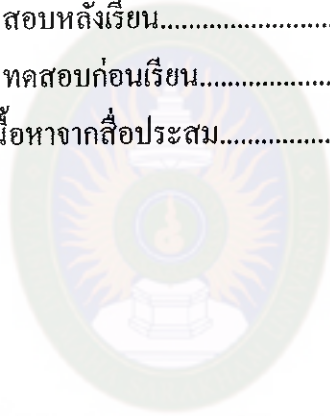 สอบหลังเรียน........................
ทดสอบก่อนเรียน....................
นื้อหาจากสื่อประสม................